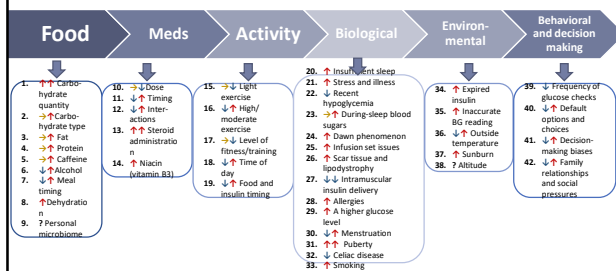 Food
Meds
Activity
Biological
Environ-
mental
Behavioral
and decision
making
1. ↑↑ Carbo-
hydrate
quantity
2. →↑Carbo-
hydrate type
3. →↑Fat
4. →↑Protein
5. →↑Caffeine
6. ↓↑Alcohol
7. ↓↑Meal
timing
8. ↑Dehydratio
n
9. ? Personal
microbiome
10. →↓Dose
11. ↓↑Timing
12. ↓↑Inter-
actions
13. ↑↑Steroid
administratio
n
14. ↑ Niacin
(vitamin B3)
15. →↓Light
exercise
16. ↓↑High/
moderate
exercise
17. →↓Level of
fitness/training
18. ↓↑Time of
day
19. ↓↑Food and
insulin timing
20. ↑ Insufficient sleep
21. ↑ Stress and illness
22. ↓ Recent
hypoglycemia
23. →↑During-sleep blood
sugars
24. ↑ Dawn phenomenon
25. ↑ Infusion set issues
26. ↑ Scar tissue and
lipodystrophy
27. ↓↓ Intramuscular
insulin delivery
28. ↑ Allergies
29. ↑ A higher glucose
level
30. ↓↑ Menstruation
31. ↑↑ Puberty
32. ↓ Celiac disease
33. ↑ Smoking
34. ↑ Expired
insulin
35. ↑ Inaccurate
BG reading
36. ↓↑ Outside
temperature
37. ↑ Sunburn
38. ? Altitude
39. ↓ Frequency of
glucose checks
40. ↓↑ Default
options and
choices
41. ↓↑ Decision-
making biases
42. ↓↑ Family
relationships
and social
pressures